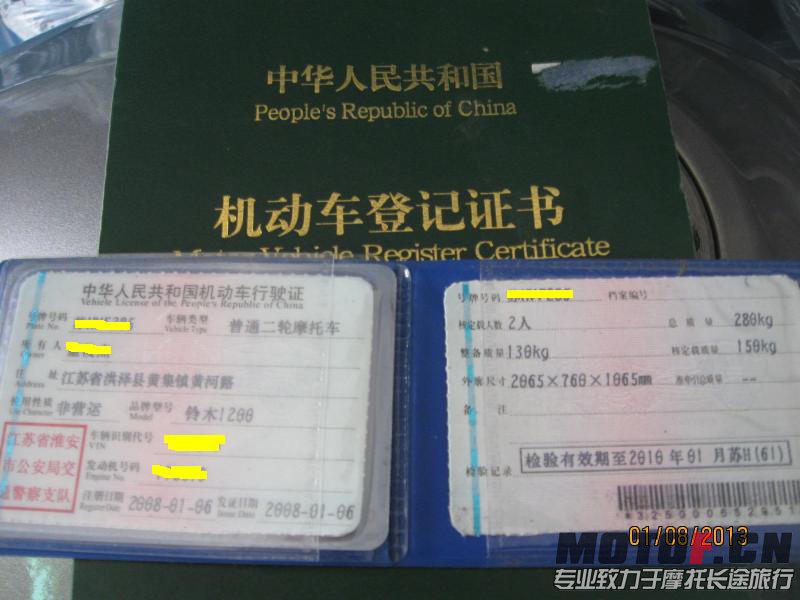 中华人民共和国
People's Republic of China
机动车登记证书
Motor Vehicle Register Certificate
中华人民共和国机动车行驶证
Vehicle License of the People's Republic of China
号牌号码 车辆类型 普通二轮摩托车
Plate No. Vehicle Type
所有人
Owner
住址 江苏省洪泽县黄集镇黄河路
Address
使用性质 非营运 品牌型号 铃木1200
Use Character Model
江苏省淮安
市公安局交
通警察支队
车辆识别代号
VIN
发动机号码
Engine No.
注册日期 2008-01-06 发证日期 2008-01-06
Register Date Issue Date
号牌号码 档案编号
核定载人数 2人 总质量 280kg
整备质量 130kg 核定载质量 150kg
外廓尺寸 2065×760×1065mm 准牵引总质量 --
备注
检验记录 检验有效期至2010年01月苏H(61)
01/08/2013
MOTOF.CN
专业致力于摩托长途旅行